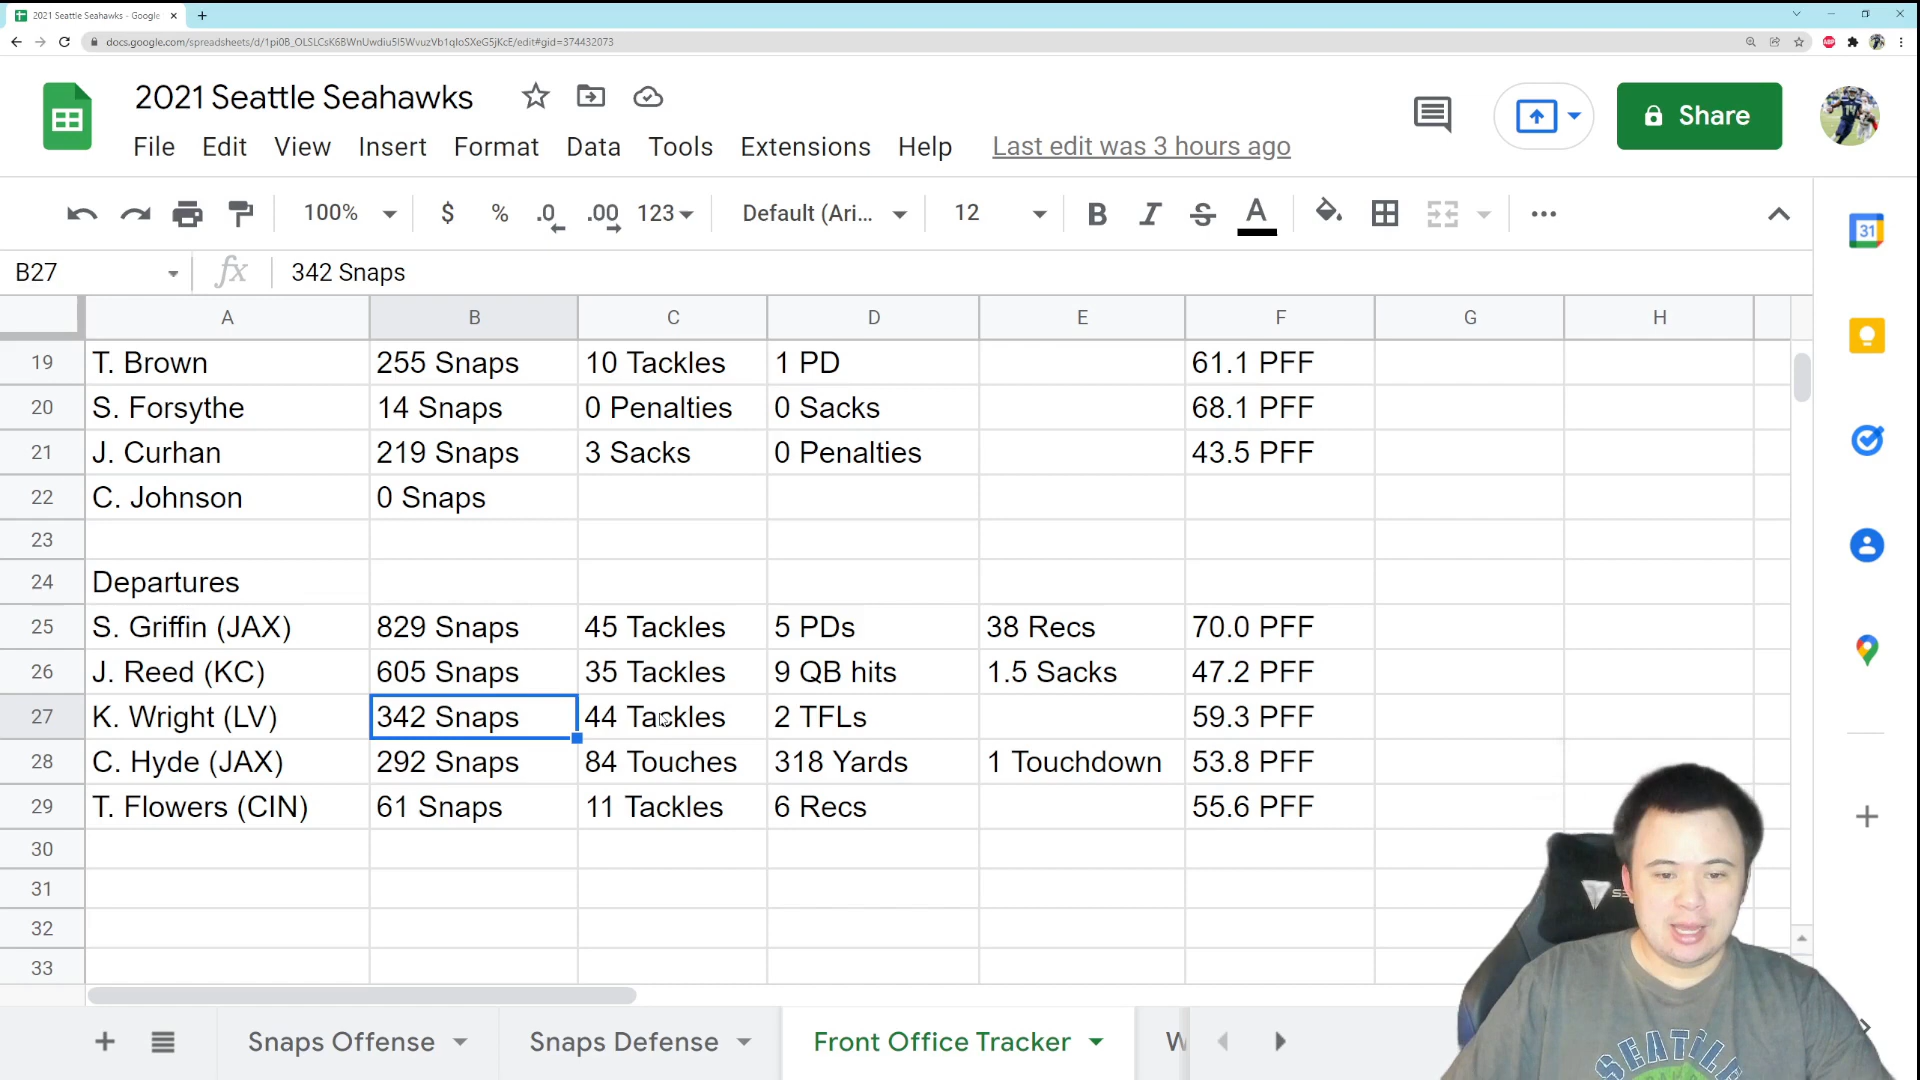 2021 Seattle Seahawks - Google
docs.google.com/spreadsheets/d/1pi0B_OLSLCsK6BWnUwdiu5I5WvuzVb1qIoSXeG5jKcE/edit#gid=374432073
2021 Seattle Seahawks
File Edit View Insert Format Data Tools Extensions Help Last edit was 3 hours ago
Share
100% $ % .0 .00 123 Default (Ari... 12 B I S A
31
B27 fx 342 Snaps
A B C D E F G H
19 T. Brown 255 Snaps 10 Tackles 1 PD 61.1 PFF
20 S. Forsythe 14 Snaps 0 Penalties 0 Sacks 68.1 PFF
21 J. Curhan 219 Snaps 3 Sacks 0 Penalties 43.5 PFF
22 C. Johnson 0 Snaps
23
24 Departures
25 S. Griffin (JAX) 829 Snaps 45 Tackles 5 PDs 38 Recs 70.0 PFF
26 J. Reed (KC) 605 Snaps 35 Tackles 9 QB hits 1.5 Sacks 47.2 PFF
27 K. Wright (LV) 342 Snaps 44 Tackles 2 TFLs 59.3 PFF
28 C. Hyde (JAX) 292 Snaps 84 Touches 318 Yards 1 Touchdown 53.8 PFF
29 T. Flowers (CIN) 61 Snaps 11 Tackles 6 Recs 55.6 PFF
30
31
32
33
Snaps Offense Snaps Defense Front Office Tracker W
SEATTLE